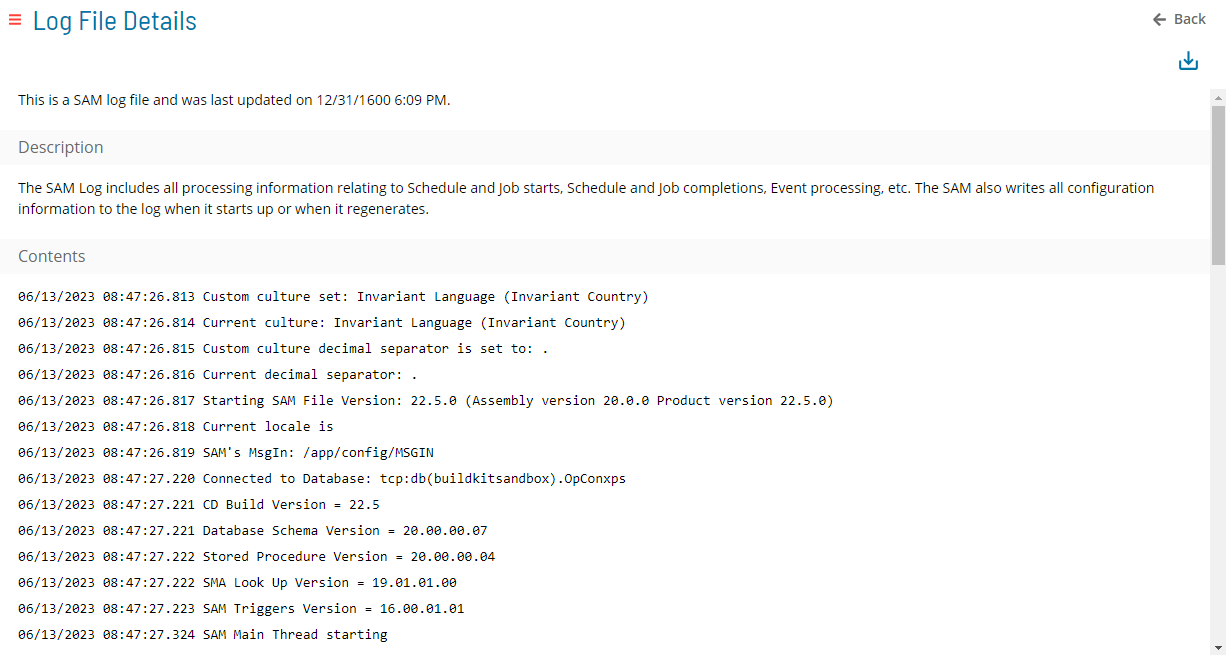 Log File Details
Back
This is a SAM log file and was last updated on 12/31/1600 6:09 PM.
Description
The SAM Log includes all processing information relating to Schedule and Job starts, Schedule and Job completions, Event processing, etc. The SAM also writes all configuration
information to the log when it starts up or when it regenerates.
Contents
06/13/2023 08:47:26.813 Custom culture set: Invariant Language (Invariant Country)
06/13/2023 08:47:26.814 Current culture: Invariant Language (Invariant Country)
06/13/2023 08:47:26.815 Custom culture decimal separator is set to: .
06/13/2023 08:47:26.816 Current decimal separator: .
06/13/2023 08:47:26.817 Starting SAM File Version: 22.5.0 (Assembly version 20.0.0 Product version 22.5.0)
06/13/2023 08:47:26.818 Current locale is
06/13/2023 08:47:26.819 SAM's MsgIn: /app/config/MSGIN
06/13/2023 08:47:27.220 Connected to Database: tcp:db(buildkitsandbox).OpConxps
06/13/2023 08:47:27.221 CD Build Version = 22.5
06/13/2023 08:47:27.221 Database Schema Version = 20.00.00.07
06/13/2023 08:47:27.222 Stored Procedure Version = 20.00.00.04
06/13/2023 08:47:27.222 SMA Look Up Version = 19.01.01.00
06/13/2023 08:47:27.223 SAM Triggers Version = 16.00.01.01
06/13/2023 08:47:27.324 SAM Main Thread starting